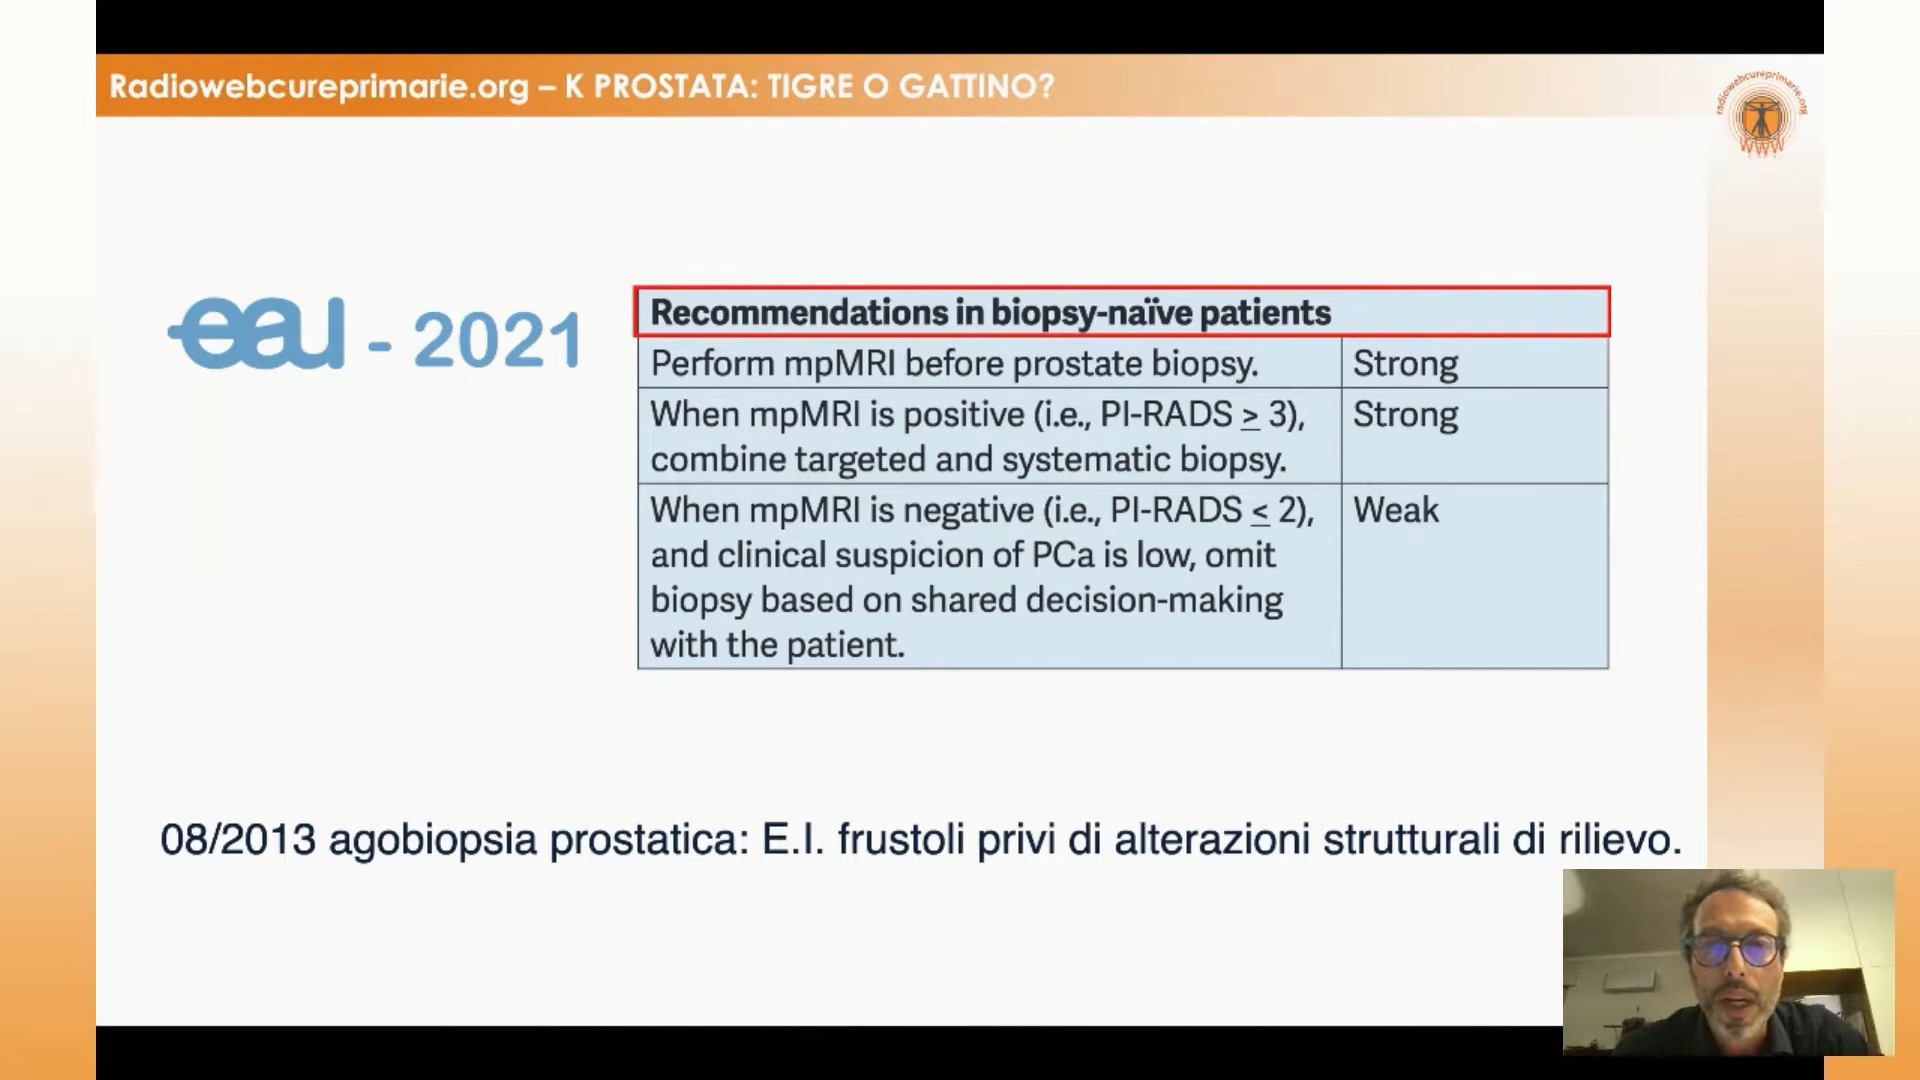 Radiowebcureprimarie.org – K PROSTATA: TIGRE O GATTINO?
radiowebcureprimarie.org
WWW
eau - 2021
Recommendations in biopsy-naïve patients
Perform mpMRI before prostate biopsy. Strong
When mpMRI is positive (i.e., PI-RADS ≥ 3), Strong
combine targeted and systematic biopsy.
When mpMRI is negative (i.e., PI-RADS ≤ 2), Weak
and clinical suspicion of PCa is low, omit
biopsy based on shared decision-making
with the patient.
08/2013 agobiopsia prostatica: E.I. frustoli privi di alterazioni strutturali di rilievo.